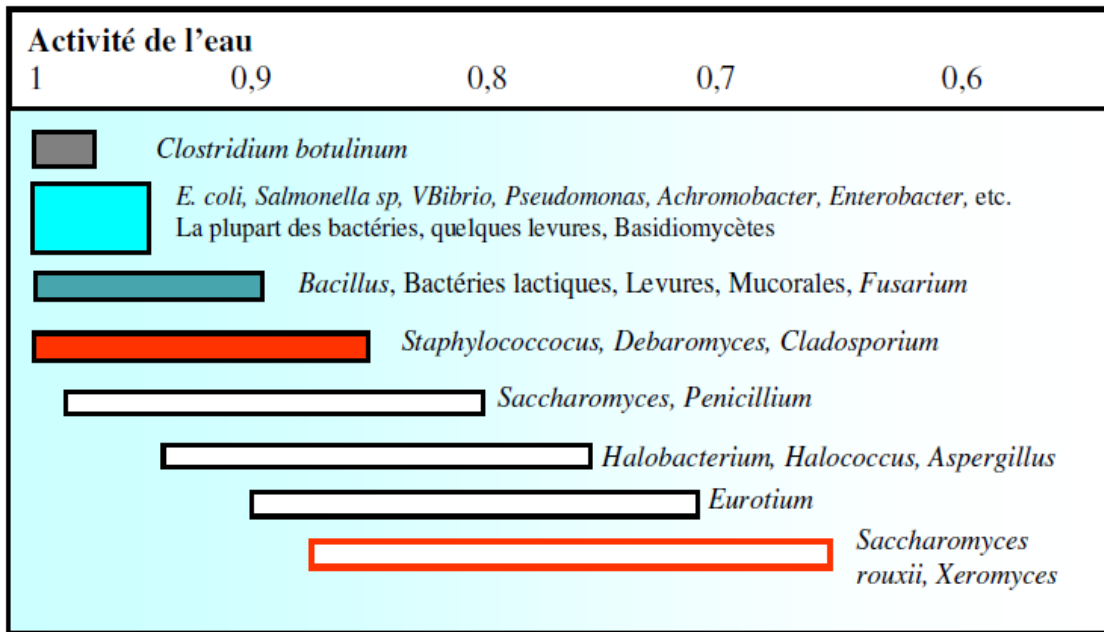 Activité de l'eau
1 0,9 0,8 0,7 0,6
Clostridium botulinum
E. coli, Salmonella sp, VBibrio, Pseudomonas, Achromobacter, Enterobacter, etc.
La plupart des bactéries, quelques levures, Basidiomycètes
Bacillus, Bactéries lactiques, Levures, Mucorales, Fusarium
Staphyloccocus, Debaromyces, Cladosporium
Saccharomyces, Penicillium
Halobacterium, Halococcus, Aspergillus
Eurotium
Saccharomyces
rouxii, Xeromyces